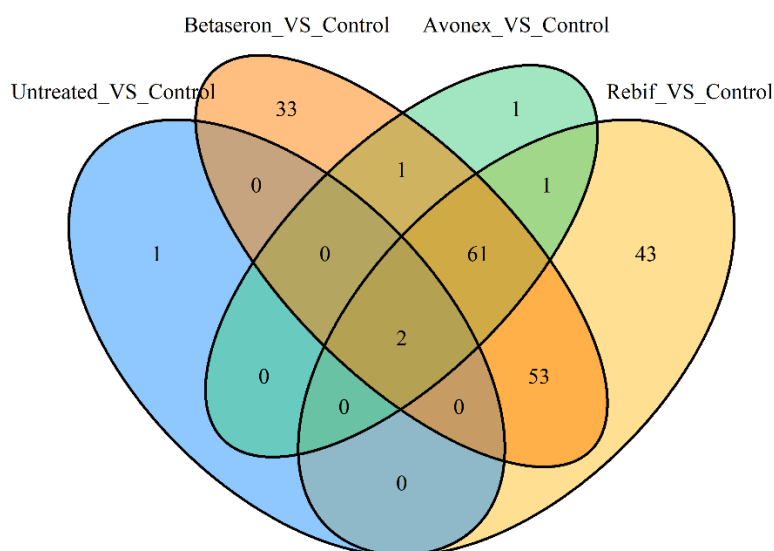 Betaseron_VS_Control Avonex_VS_Control
Untreated_VS_Control Rebif_VS_Control
33 1
0 1 1
1 0 61 43
2
0 0 0 53
0